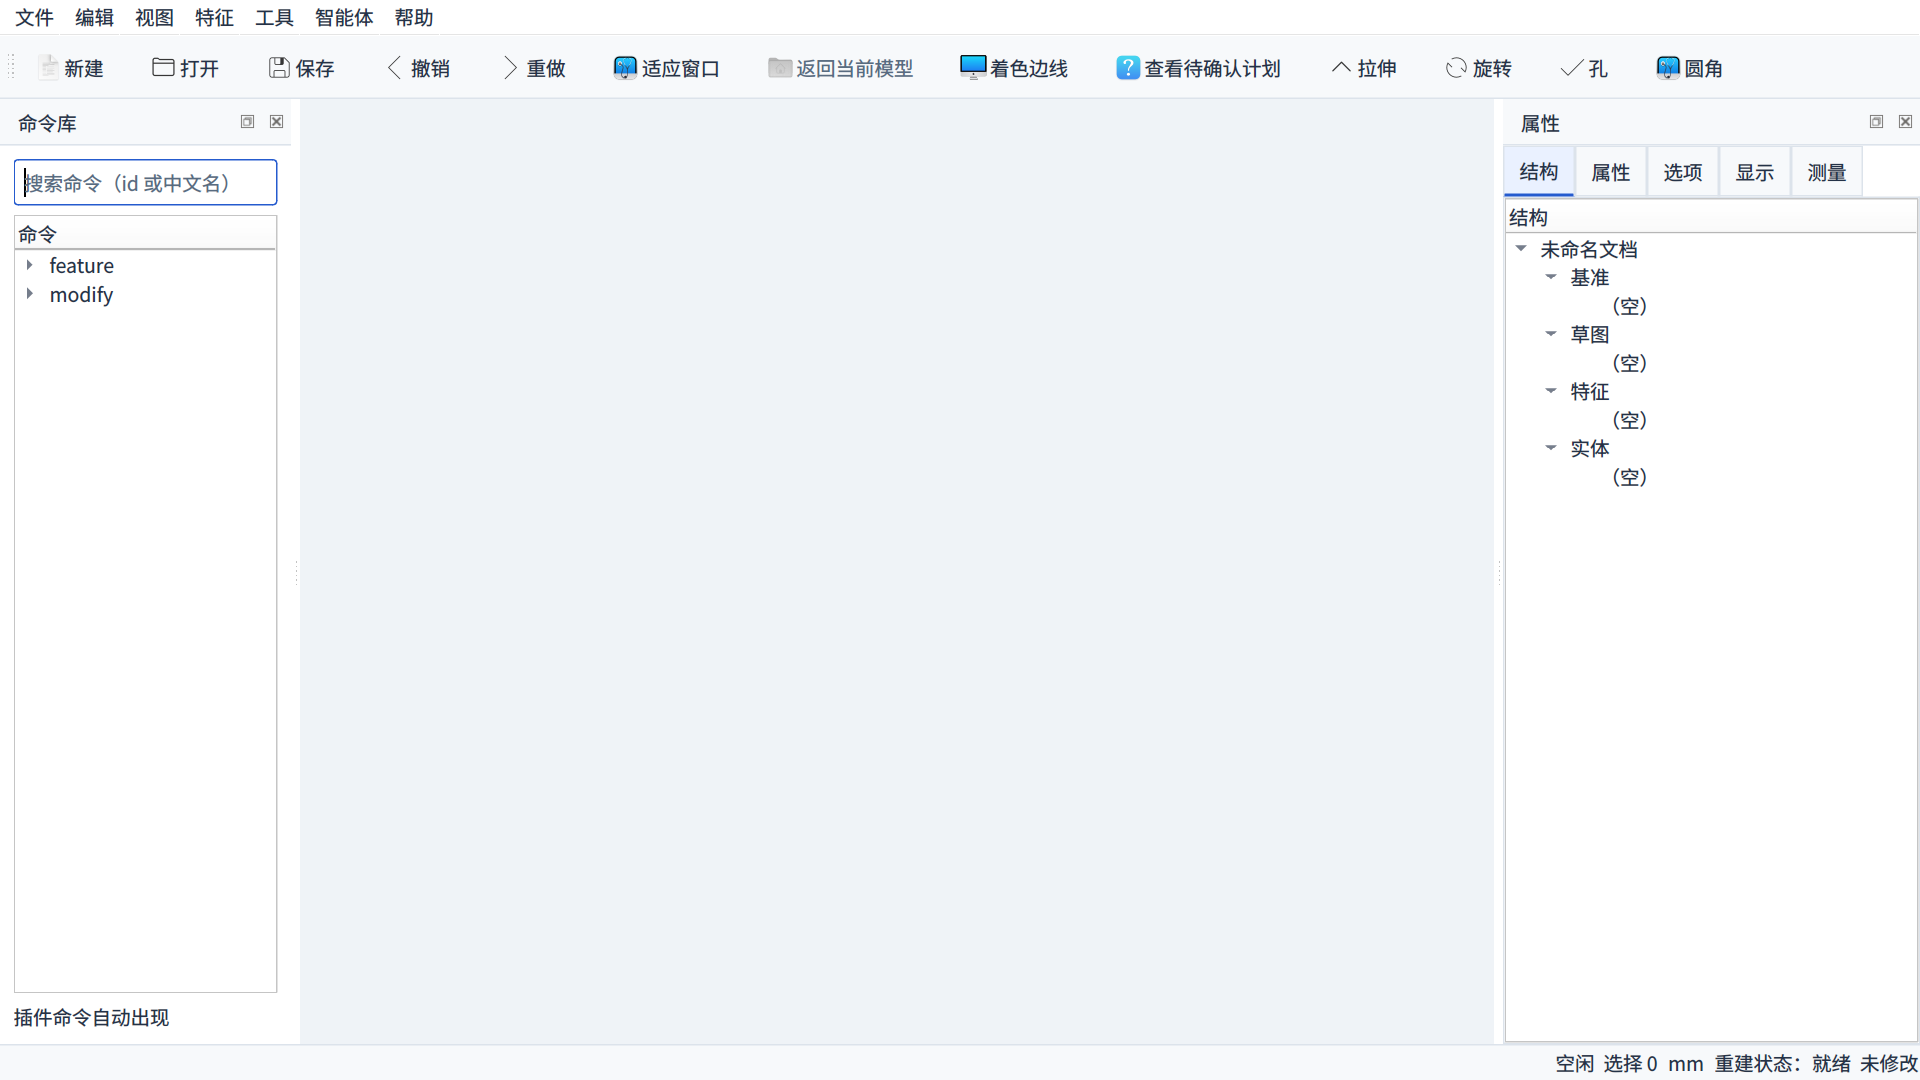 文件 编辑 视图 特征 工具 智能体 帮助
新建 打开 保存 撤销 重做 适应窗口 返回当前模型 着色边线 查看待确认计划 拉伸 旋转 孔 圆角
命令库
搜索命令（id 或中文名）
命令
feature
modify
插件命令自动出现
属性
结构 属性 选项 显示 测量
结构
未命名文档
基准
（空）
草图
（空）
特征
（空）
实体
（空）
空闲 选择 0 mm 重建状态：就绪 未修改